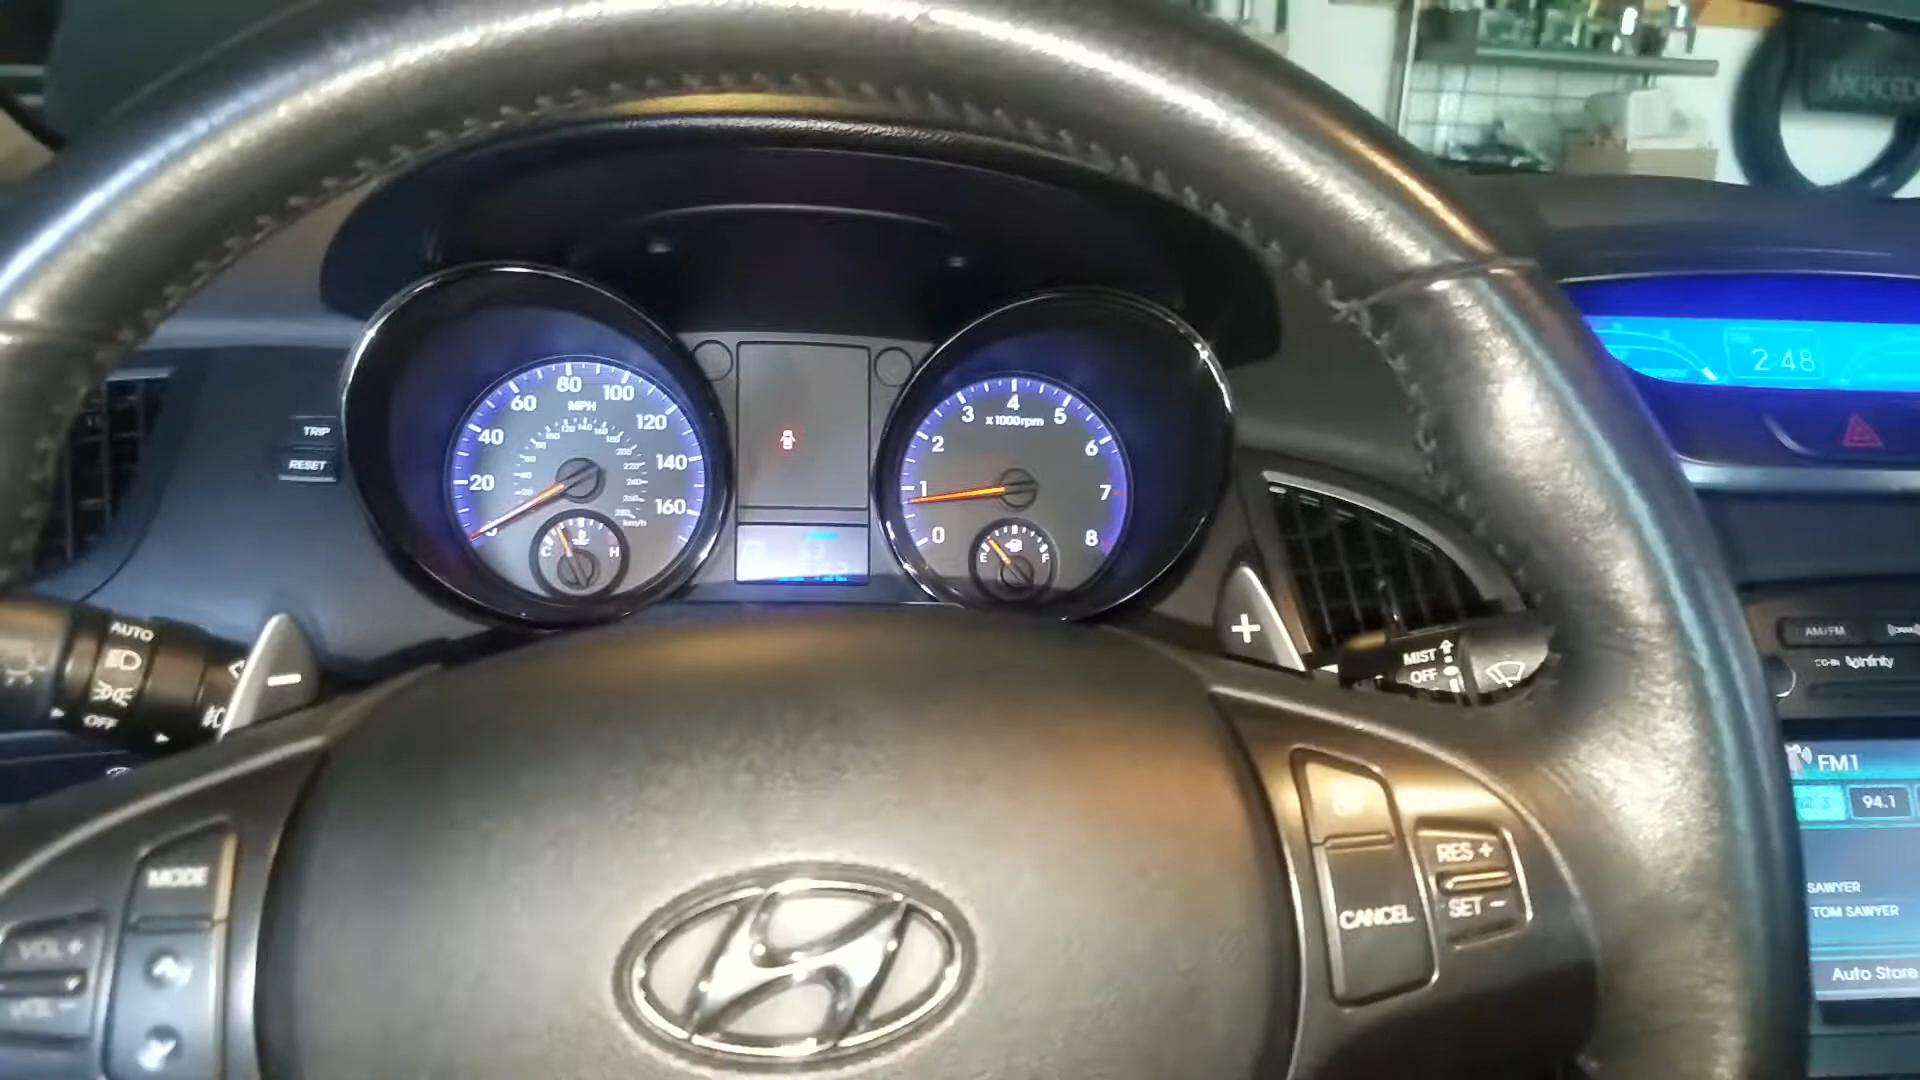 MERCEDE
80
60
100
MPH
120
40
140
20
160
km/h
C
H
4
3
5
x1000rpm
2
6
1
7
0
8
E
F
2:48
TRIP
RESET
AUTO
OFF
−
+
MIST
OFF
AM/FM
infinity
FM1
94.1
SAWYER
TOM SAWYER
Auto Store
MODE
VOL +
VOL −
CANCEL
RES +
SET −